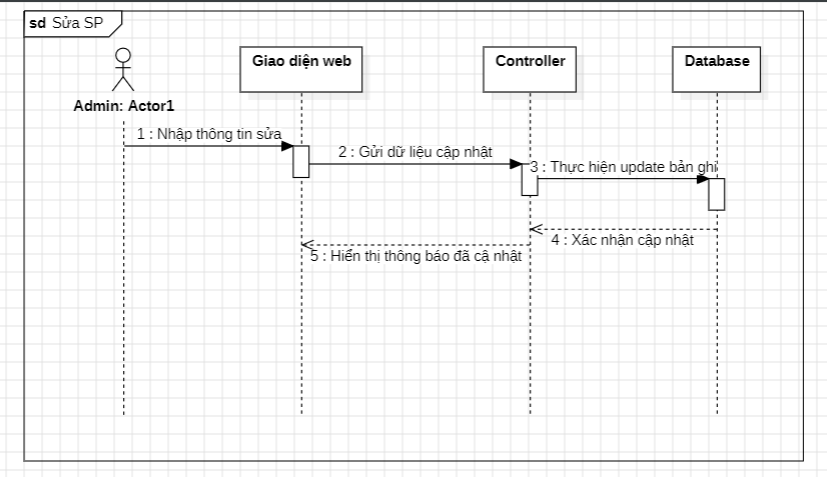 sd Sửa SP
Giao diện web
Controller
Database
Admin: Actor1
1 : Nhập thông tin sửa
2 : Gửi dữ liệu cập nhật
3 : Thực hiện update bản ghi
4 : Xác nhận cập nhật
5 : Hiển thị thông báo đã cậ nhật